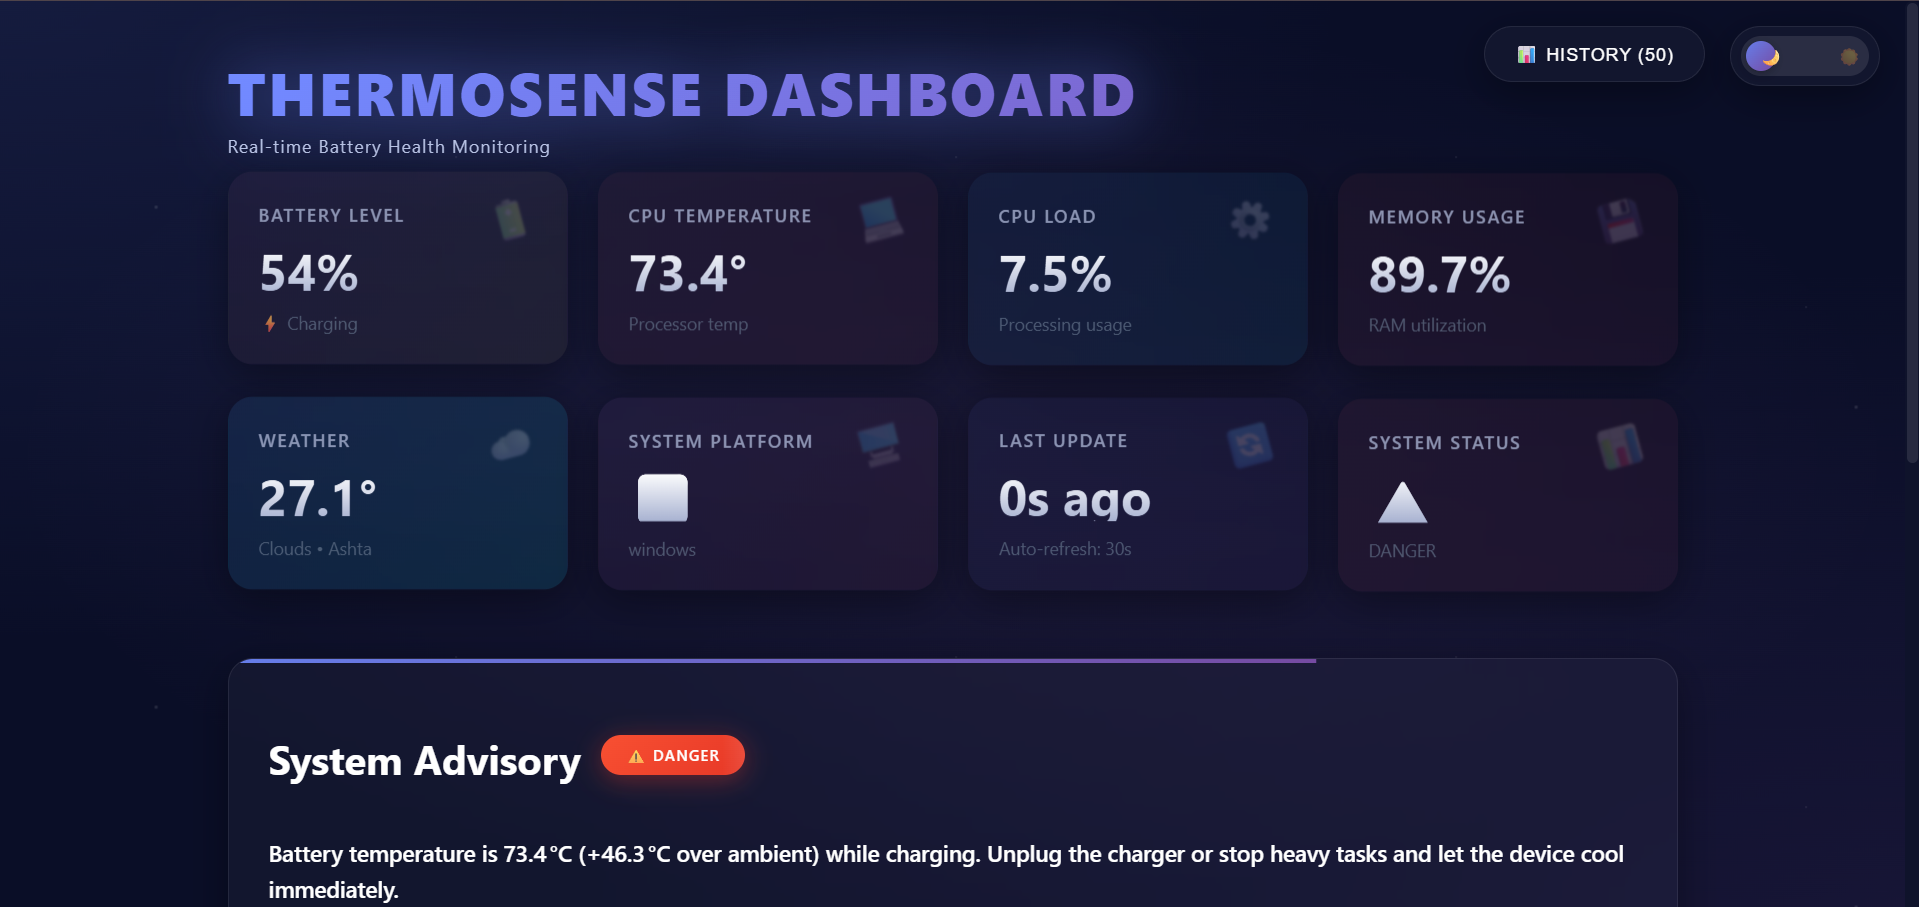 HISTORY (50)
THERMOSENSE DASHBOARD
Real-time Battery Health Monitoring
BATTERY LEVEL
54%
Charging
CPU TEMPERATURE
73.4°
Processor temp
CPU LOAD
7.5%
Processing usage
MEMORY USAGE
89.7%
RAM utilization
WEATHER
27.1°
Clouds • Ashta
SYSTEM PLATFORM
windows
LAST UPDATE
0s ago
Auto-refresh: 30s
SYSTEM STATUS
DANGER
System Advisory
DANGER
Battery temperature is 73.4°C (+46.3°C over ambient) while charging. Unplug the charger or stop heavy tasks and let the device cool
immediately.